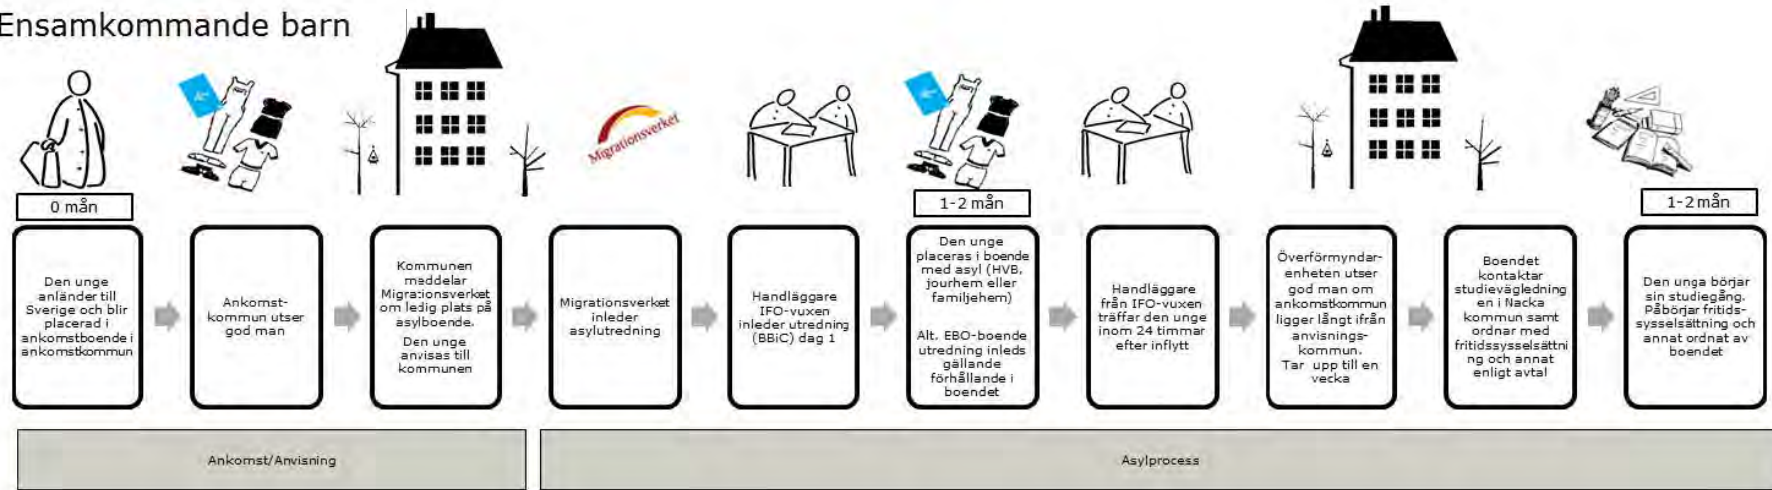 Ensamkommande barn
Migrationsverket
0 mån
1-2 mån
1-2 mån
Den unge
anländer till
Sverige och blir
placerad i
ankomstboende i
ankomstkommun
Ankomst-
kommun utser
god man
Kommunen
meddelar
Migrationsverket
om ledig plats på
asylboende.
Den unge
anvisas till
kommunen
Migrationsverket
inleder
asylutredning
Handläggare
IFO-vuxen
inleder utredning
(BBiC) dag 1
Den unge
placeras i boende
med asyl (HVB,
jourhem eller
familjehem)
Alt. EBO-boende
utredning inleds
gällande
förhållande i
boendet
Handläggare
från IFO-vuxen
träffar den unge
inom 24 timmar
efter inflytt
Överförmyndar-
enheten utser
god man om
ankomstkommun
ligger långt ifrån
anvisnings-
kommun.
Tar upp till en
vecka
Boendet
kontaktar
studievägledning
en i Nacka
kommun samt
ordnar med
fritidssysselsättni
ng och annat
enligt avtal
Den unga börjar
sin studiegång.
Påbörjar fritids-
sysselsättning och
annat ordnat av
boendet
Ankomst/Anvisning
Asylprocess